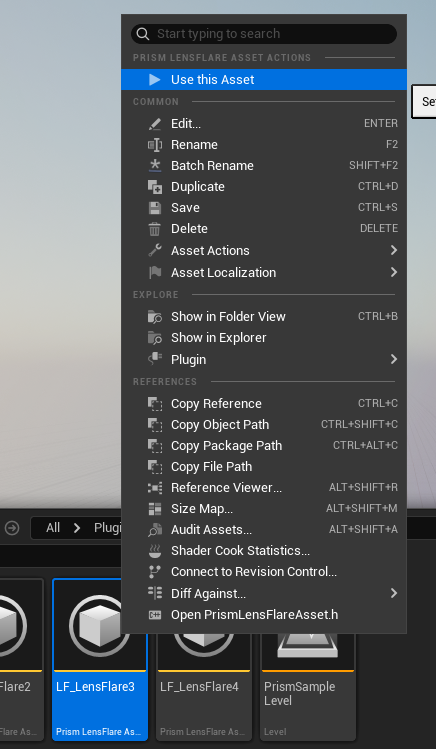 Start typing to search
PRISM LENSFLARE ASSET ACTIONS
Use this Asset
COMMON
Edit... ENTER
Rename F2
Batch Rename SHIFT+F2
Duplicate CTRL+D
Save CTRL+S
Delete DELETE
Asset Actions
Asset Localization
EXPLORE
Show in Folder View CTRL+B
Show in Explorer
Plugin
REFERENCES
Copy Reference CTRL+C
Copy Object Path CTRL+SHIFT+C
Copy Package Path CTRL+ALT+C
Copy File Path
Reference Viewer... ALT+SHIFT+R
Size Map... ALT+SHIFT+M
Audit Assets... ALT+SHIFT+A
Shader Cook Statistics...
Connect to Revision Control...
Diff Against...
Open PrismLensFlareAsset.h
Se
All > Plugi
Flare2 LF_LensFlare3 LF_LensFlare4 PrismSample
Level
Flare As... Prism LensFlare As... Prism LensFlare As... Level